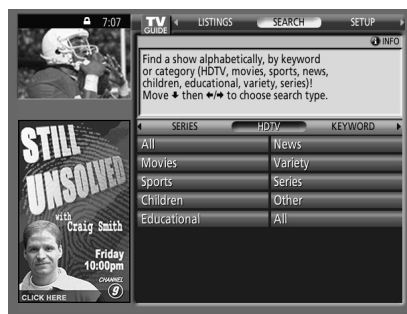 7:07
TV GUIDE
LISTINGS
SEARCH
SETUP
i INFO
Find a show alphabetically, by keyword
or category (HDTV, movies, sports, news,
children, educational, variety, series)!
Move ↓ then ←/→ to choose search type.
SERIES
HDTV
KEYWORD
All
News
Movies
Variety
Sports
Series
Children
Other
Educational
All
STILL
UNSOLVED
with
Craig Smith
Friday
10:00pm
CHANNEL
9
CLICK HERE